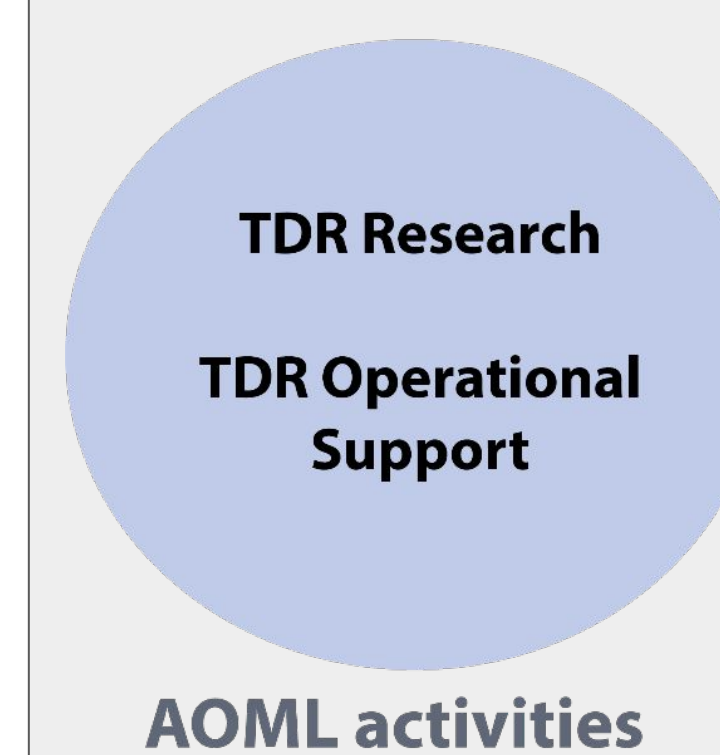 TDR Research
TDR Operational
Support
AOML activities